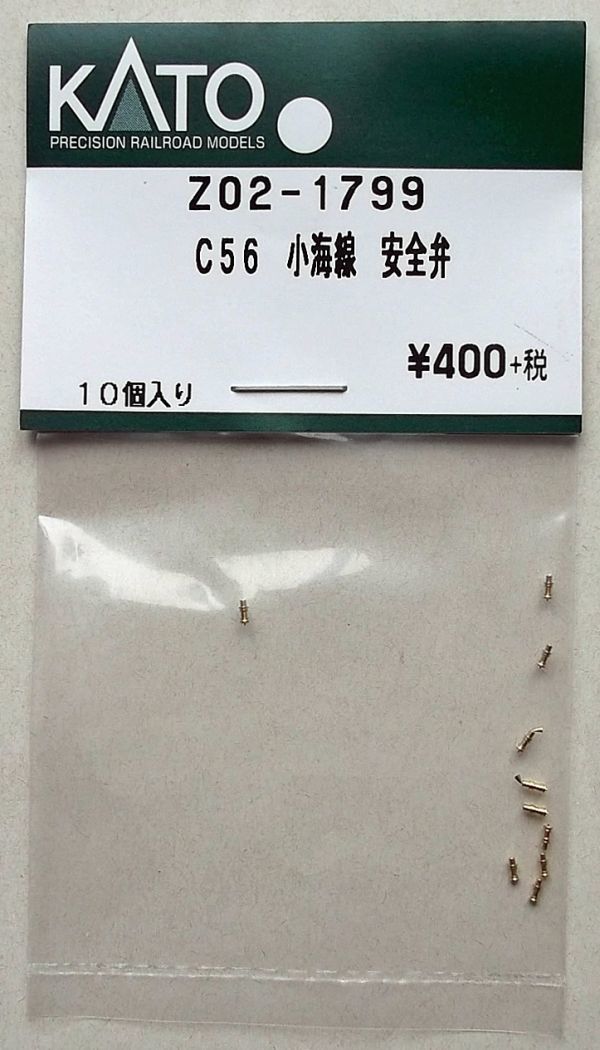 KATO
PRECISION RAILROAD MODELS
Z02-1799
C56 小海線 安全弁
¥400+税
10個入り